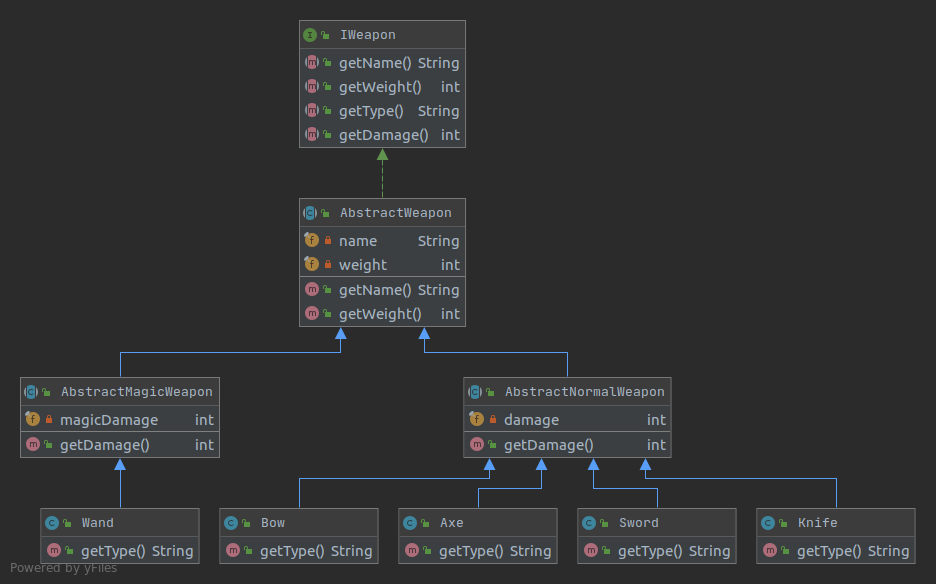 IWeapon
getName() String
getWeight() int
getType() String
getDamage() int
AbstractWeapon
name String
weight int
getName() String
getWeight() int
AbstractMagicWeapon
magicDamage int
getDamage() int
AbstractNormalWeapon
damage int
getDamage() int
Wand
getType() String
Bow
getType() String
Axe
getType() String
Sword
getType() String
Knife
getType() String
Powered by yFiles